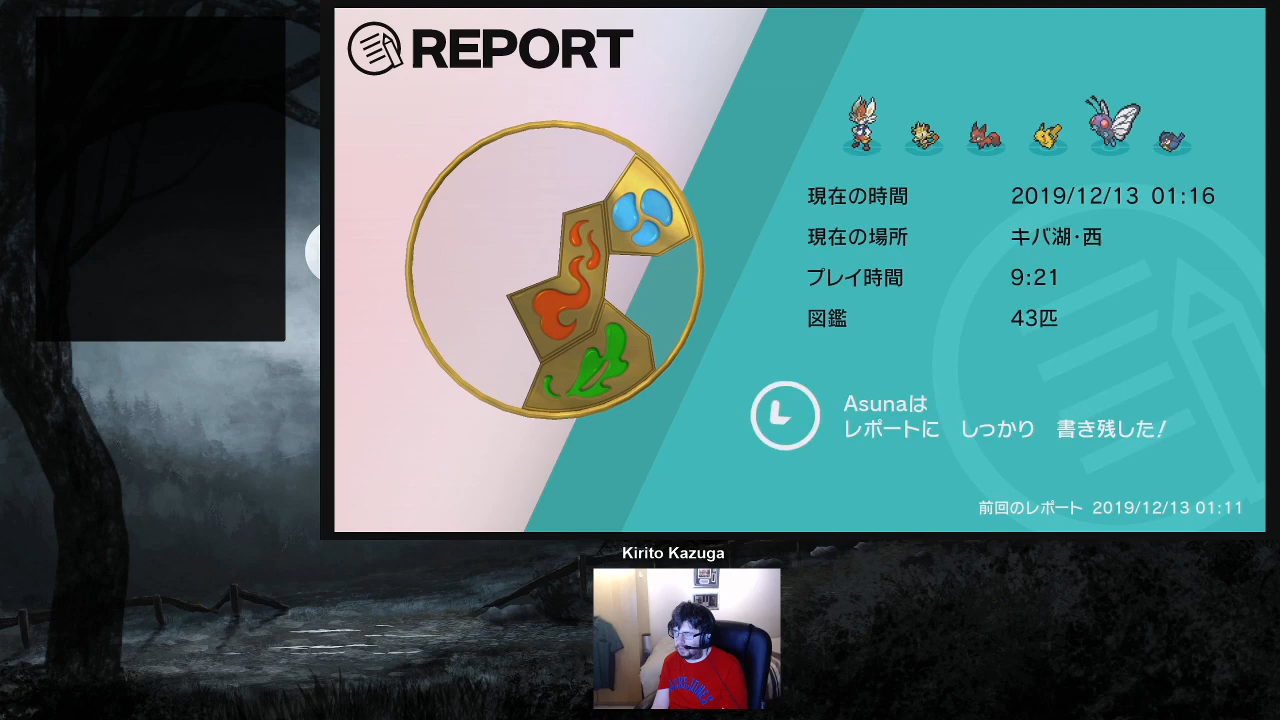 REPORT
現在の時間 2019/12/13 01:16
現在の場所 キバ湖・西
プレイ時間 9:21
図鑑 43匹
Asunaは
レポートに しっかり 書き残した!
前回のレポート 2019/12/13 01:11
Kirito Kazuga